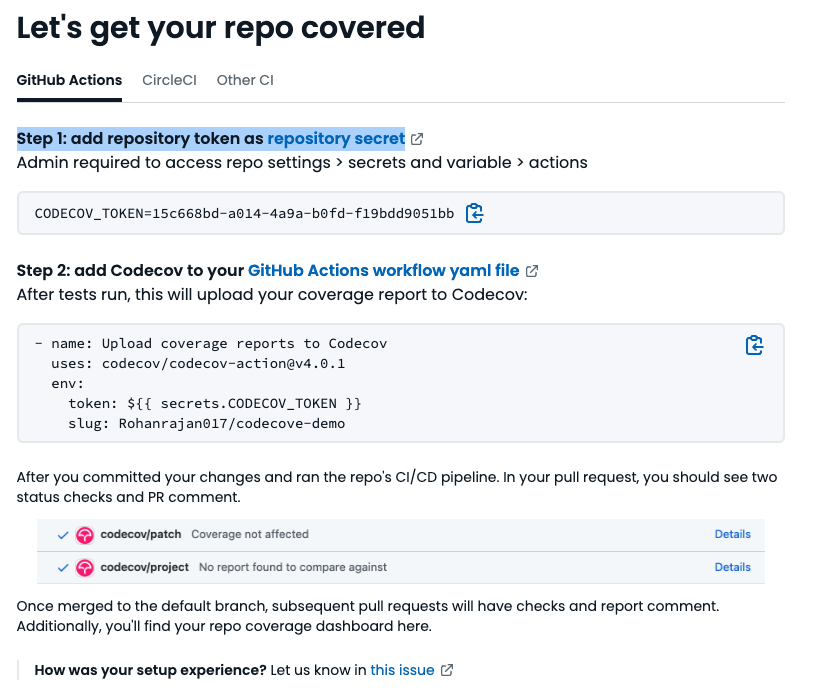 Let's get your repo covered
GitHub Actions CircleCI Other CI
Step 1: add repository token as repository secret
Admin required to access repo settings > secrets and variable > actions
CODECOV_TOKEN=15c668bd-a014-4a9a-b0fd-f19bdd9051bb
Step 2: add Codecov to your GitHub Actions workflow yaml file
After tests run, this will upload your coverage report to Codecov:
- name: Upload coverage reports to Codecov
  uses: codecov/codecov-action@v4.0.1
  env:
    token: ${{ secrets.CODECOV_TOKEN }}
    slug: Rohanrajan017/codecove-demo
After you committed your changes and ran the repo's CI/CD pipeline. In your pull request, you should see two
status checks and PR comment.
codecov/patch Coverage not affected Details
codecov/project No report found to compare against Details
Once merged to the default branch, subsequent pull requests will have checks and report comment.
Additionally, you'll find your repo coverage dashboard here.
How was your setup experience? Let us know in this issue